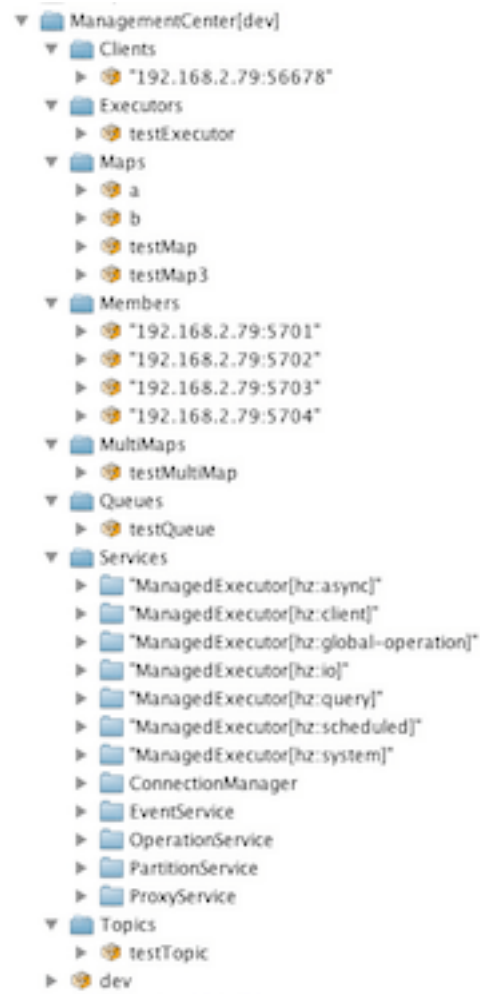 ManagementCenter[dev]
Clients
"192.168.2.79:56678"
Executors
testExecutor
Maps
a
b
testMap
testMap3
Members
"192.168.2.79:5701"
"192.168.2.79:5702"
"192.168.2.79:5703"
"192.168.2.79:5704"
MultiMaps
testMultiMap
Queues
testQueue
Services
"ManagedExecutor[hz:async]"
"ManagedExecutor[hz:client]"
"ManagedExecutor[hz:global-operation]"
"ManagedExecutor[hz:io]"
"ManagedExecutor[hz:query]"
"ManagedExecutor[hz:scheduled]"
"ManagedExecutor[hz:system]"
ConnectionManager
EventService
OperationService
PartitionService
ProxyService
Topics
testTopic
dev